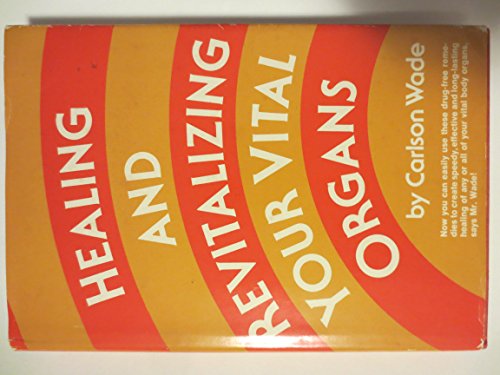 HEALING
AND
REVITALIZING
YOUR VITAL
ORGANS
by Carlson Wade
Now you can easily use these drug-free reme-
dies to create speedy, effective and long-lasting
healing of any or all of your vital body organs,
says Mr. Wade!